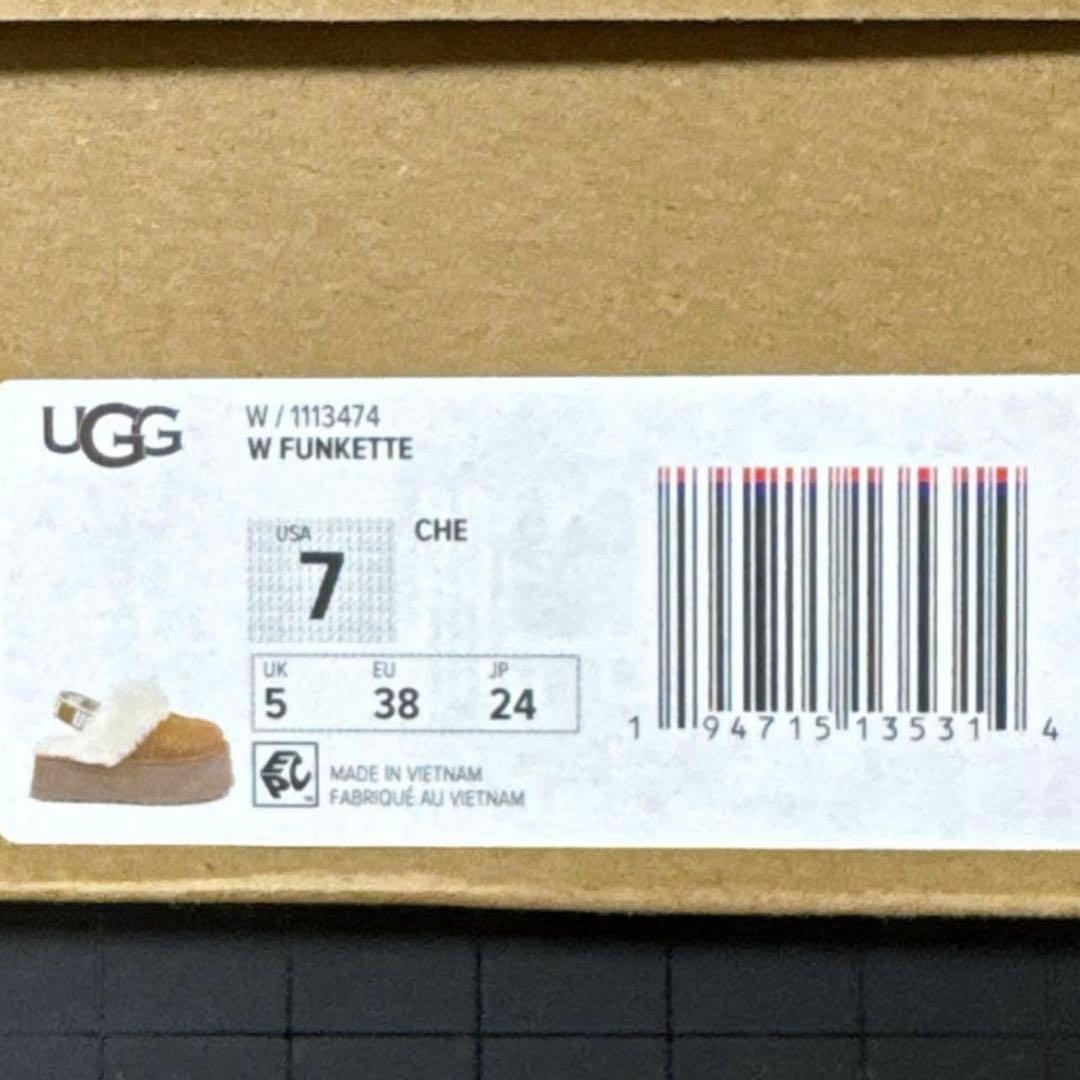 UGG
W / 1113474
W FUNKETTE
USA
7
CHE
UK EU JP
5 38 24
MADE IN VIETNAM
FABRIQUÉ AU VIETNAM
1 94715 13531 4